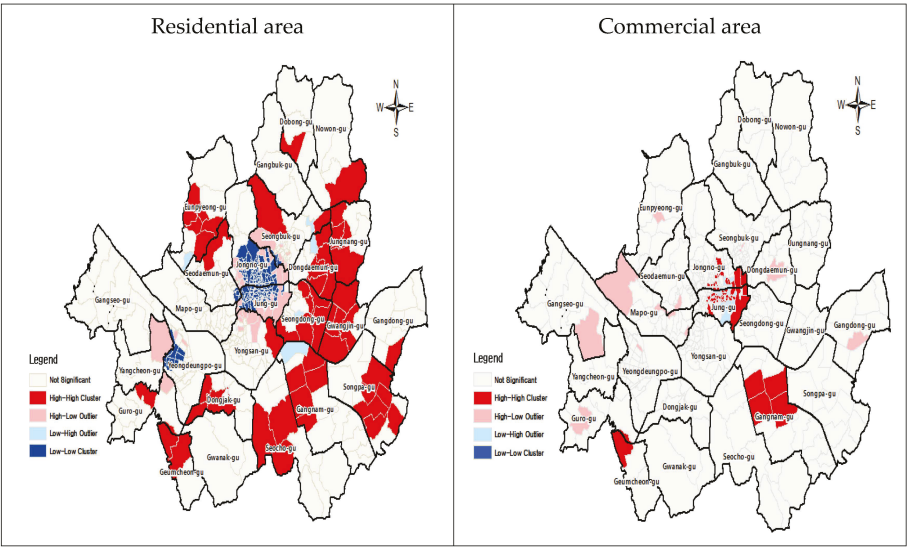 Residential area
N
W E
S
Dobong-gu
Nowon-gu
Gangbuk-gu
Eunpyeong-gu
Seongbuk-gu
Jungnang-gu
Jongno-gu
Dongdaemun-gu
Seodaemun-gu
Gangseo-gu
Mapo-gu
Jung-gu
Seongdong-gu
Gwangjin-gu
Gangdong-gu
Yongsan-gu
Yangcheon-gu
Yeongdeungpo-gu
Songpa-gu
Guro-gu
Dongjak-gu
Gangnam-gu
Seocho-gu
Gwanak-gu
Geumcheon-gu
Legend
Not Significant
High-High Cluster
High-Low Outlier
Low-High Outlier
Low-Low Cluster
Commercial area
N
W E
S
Dobong-gu
Nowon-gu
Gangbuk-gu
Eunpyeong-gu
Seongbuk-gu
Jungnang-gu
Jongno-gu
Dongdaemun-gu
Seodaemun-gu
Gangseo-gu
Mapo-gu
Jung-gu
Seongdong-gu
Gwangjin-gu
Gangdong-gu
Yongsan-gu
Yangcheon-gu
Yeongdeungpo-gu
Songpa-gu
Guro-gu
Dongjak-gu
Gangnam-gu
Seocho-gu
Gwanak-gu
Geumcheon-gu
Legend
Not Significant
High-High Cluster
High-Low Outlier
Low-High Outlier
Low-Low Cluster